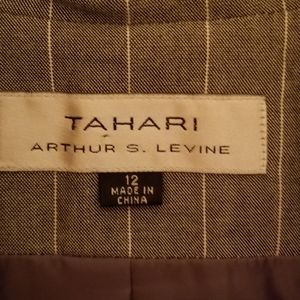 TAHARI
ARTHUR S. LEVINE
12
MADE IN
CHINA